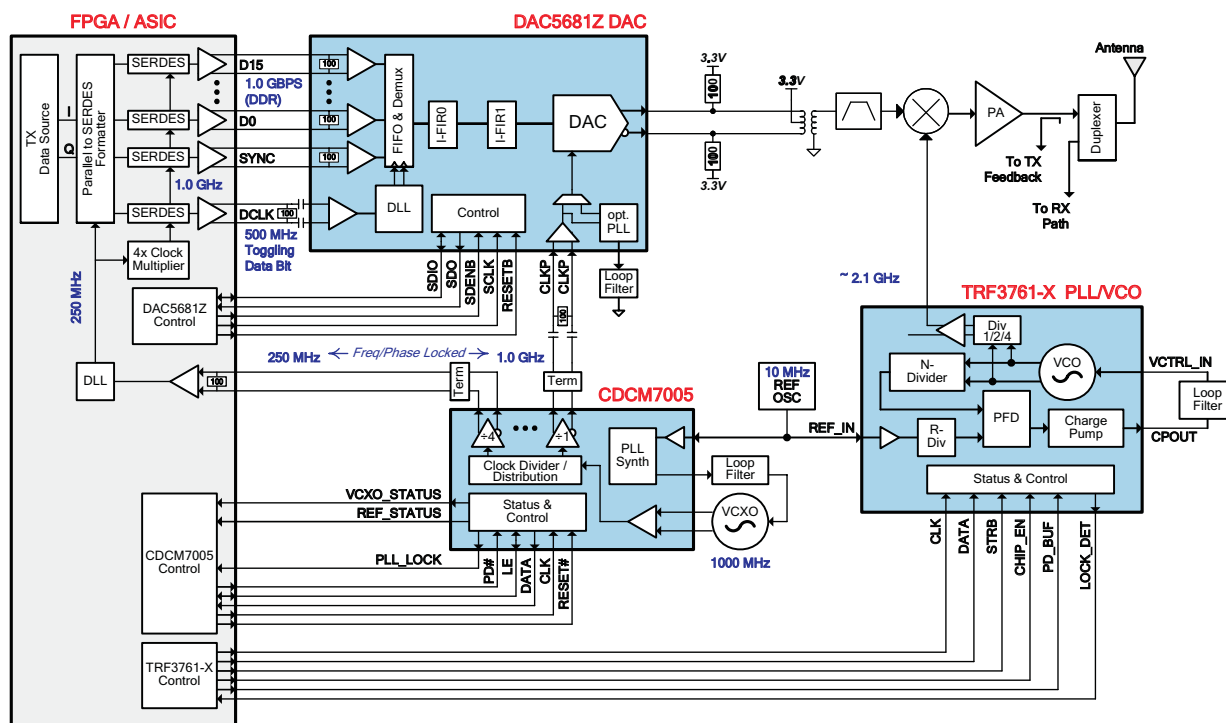 FPGA / ASIC
DAC5681Z DAC
TX
Data Source
I
Q
Parallel to SERDES
Formatter
SERDES
SERDES
SERDES
SERDES
1.0 GHz
4x Clock
Multiplier
250 MHz
D15
1.0 GBPS
(DDR)
D0
SYNC
DCLK
500 MHz
Toggling
Data Bit
100
100
100
100
FIFO & Demux
I-FIR0
I-FIR1
DAC
DLL
Control
opt.
PLL
Loop
Filter
SDIO
SDO
SDENB
SCLK
RESETB
CLKP
CLKP
100
3.3V
100
100
3.3V
3.3V
PA
Antenna
Duplexer
To TX
Feedback
To RX
Path
~ 2.1 GHz
DAC5681Z
Control
DLL
100
250 MHz
Freq/Phase Locked
1.0 GHz
Term
Term
CDCM7005
÷4
÷1
Clock Divider /
Distribution
PLL
Synth
Status &
Control
Loop
Filter
VCXO
1000 MHz
10 MHz
REF
OSC
REF_IN
VCXO_STATUS
REF_STATUS
PLL_LOCK
PD#
LE
DATA
CLK
RESET#
CDCM7005
Control
TRF3761-X
Control
TRF3761-X PLL/VCO
Div
1/2/4
N-
Divider
VCO
PFD
R-
Div
Charge
Pump
Status & Control
VCTRL_IN
Loop
Filter
CPOUT
CLK
DATA
STRB
CHIP_EN
PD_BUF
LOCK_DET